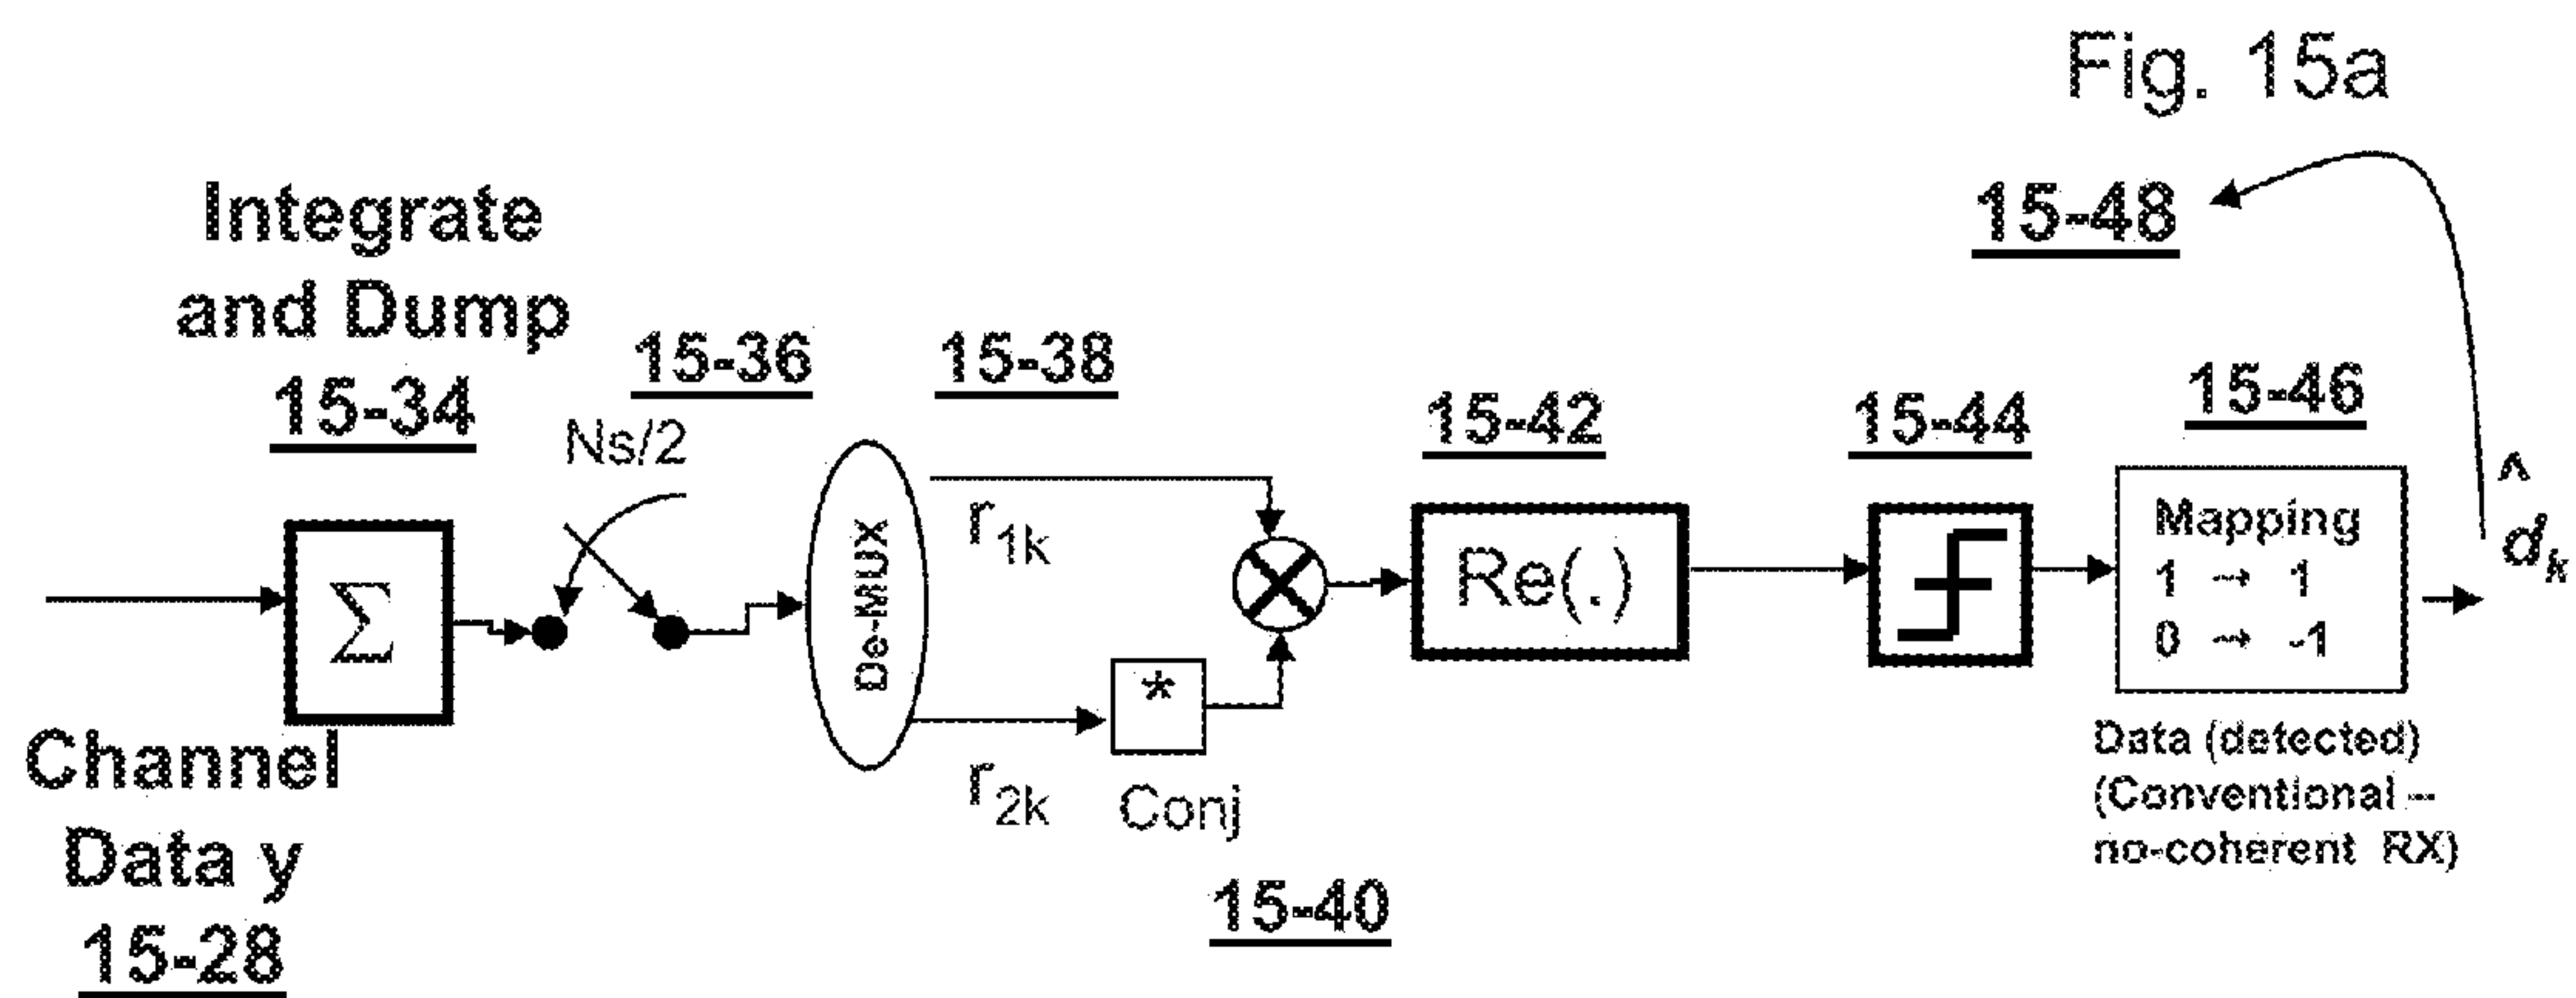 Fig. 15a
15-48
Integrate
and Dump
15-34
15-36
Ns/2
15-38
15-42
15-44
15-46
Σ
De-MUX
r1k
r2k
*
Conj
15-40
Re(.)
Mapping
1 → 1
0 → -1
^
dk
Data (detected)
(Conventional –
no-coherent RX)
Channel
Data y
15-28